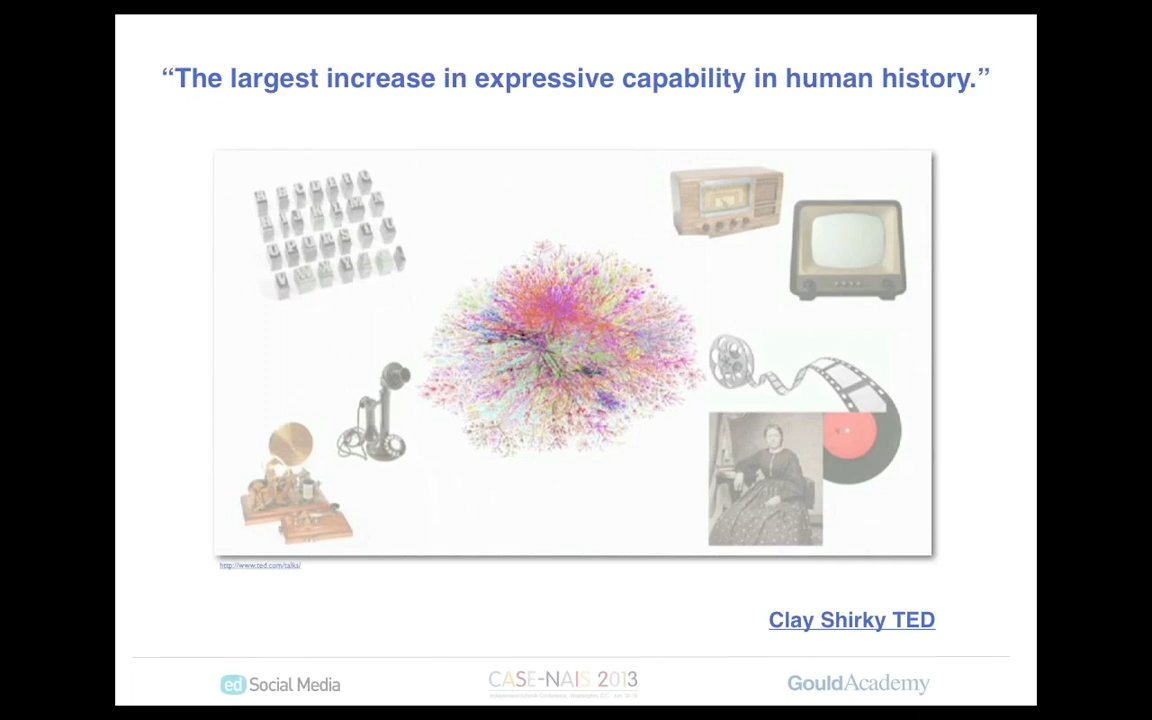 “The largest increase in expressive capability in human history.”
http://www.ted.com/talks/
Clay Shirky TED
ed Social Media
CASE-NAIS 2013
GouldAcademy